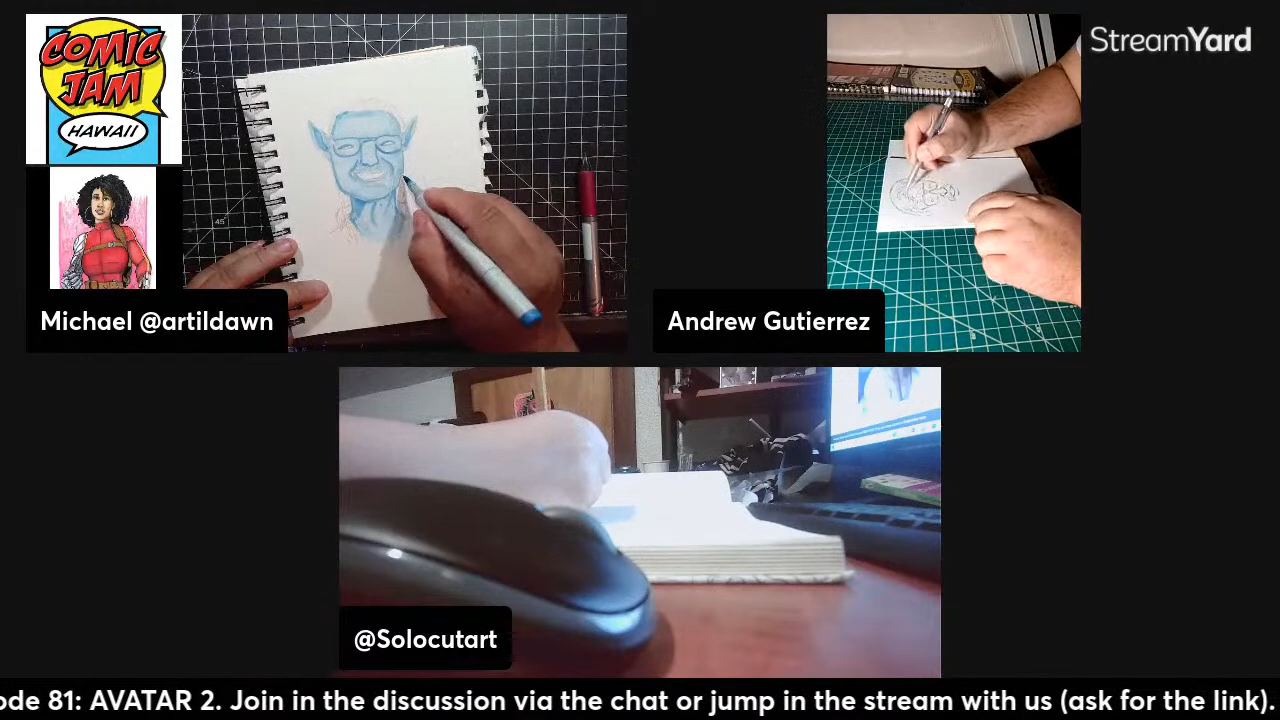 COMIC
JAM
HAWAII
StreamYard
Michael @artildawn
Andrew Gutierrez
@Solocutart
ode 81: AVATAR 2. Join in the discussion via the chat or jump in the stream with us (ask for the link).